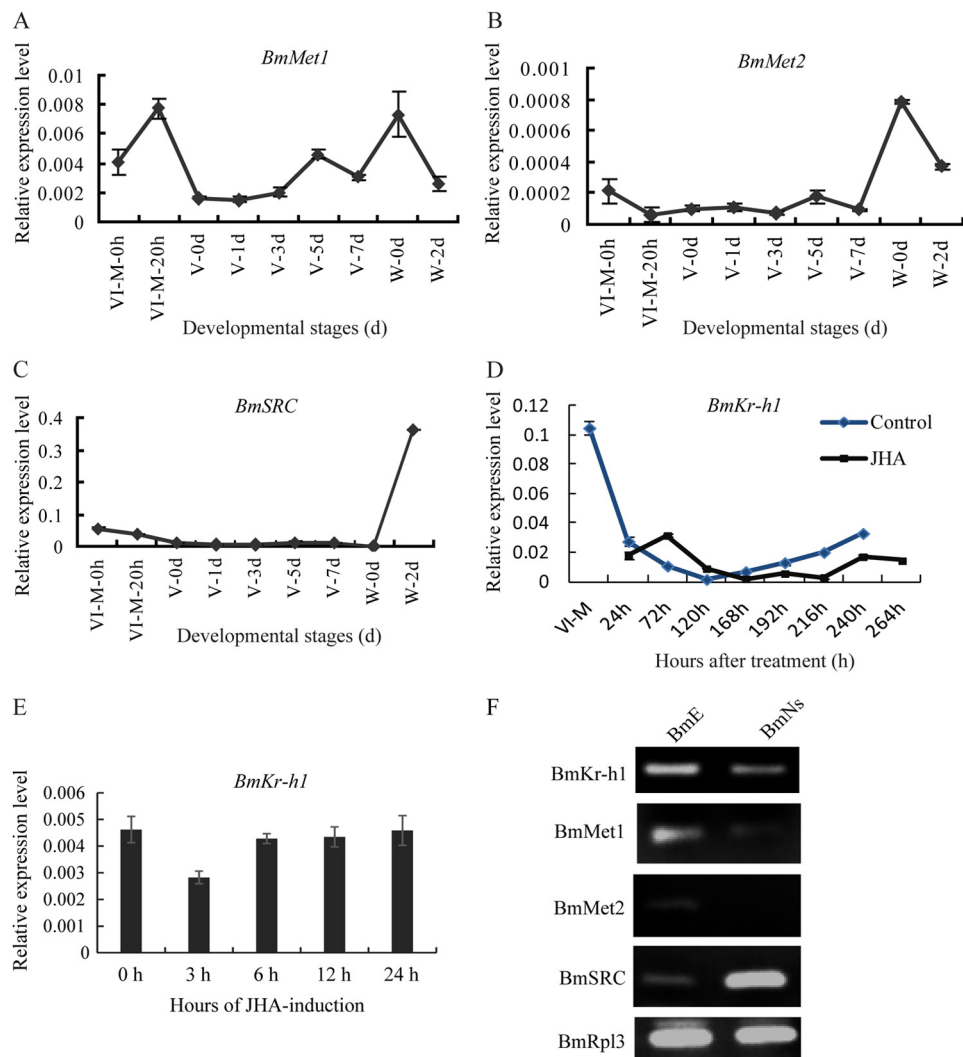 A
BmMet1
Relative expression level
0.01
0.008
0.006
0.004
0.002
0
VI-M-0h
VI-M-20h
V-0d
V-1d
V-3d
V-5d
V-7d
W-0d
W-2d
Developmental stages (d)
B
BmMet2
Relative expression level
0.001
0.0008
0.0006
0.0004
0.0002
0
VI-M-0h
VI-M-20h
V-0d
V-1d
V-3d
V-5d
V-7d
W-0d
W-2d
Developmental stages (d)
C
BmSRC
Relative expression level
0.4
0.3
0.2
0.1
0
VI-M-0h
VI-M-20h
V-0d
V-1d
V-3d
V-5d
V-7d
W-0d
W-2d
Developmental stages (d)
D
BmKr-h1
Relative expression level
0.12
0.1
0.08
0.06
0.04
0.02
0
Control
JHA
VI-M
24h
72h
120h
168h
192h
216h
240h
264h
Hours after treatment (h)
E
BmKr-h1
Relative expression level
0.006
0.005
0.004
0.003
0.002
0.001
0
0 h
3 h
6 h
12 h
24 h
Hours of JHA-induction
F
BmE
BmNs
BmKr-h1
BmMet1
BmMet2
BmSRC
BmRpl3